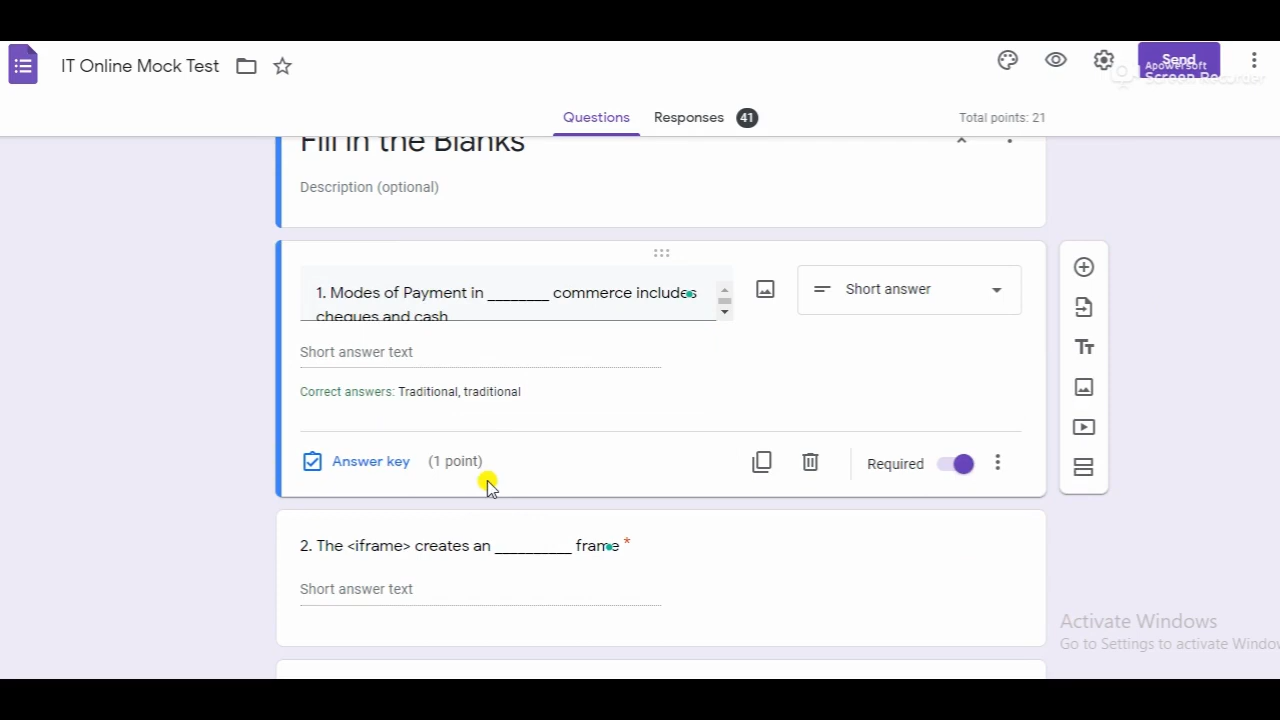 IT Online Mock Test
Send
Apowersoft
Screen Recorder
Questions
Responses 41
Total points: 21
Fill in the Blanks
Description (optional)
1. Modes of Payment in ________ commerce includes
cheques and cash
Short answer
Short answer text
Correct answers: Traditional, traditional
Answer key (1 point)
Required
Tт
2. The <iframe> creates an __________ frame *
Short answer text
Activate Windows
Go to Settings to activate Windo